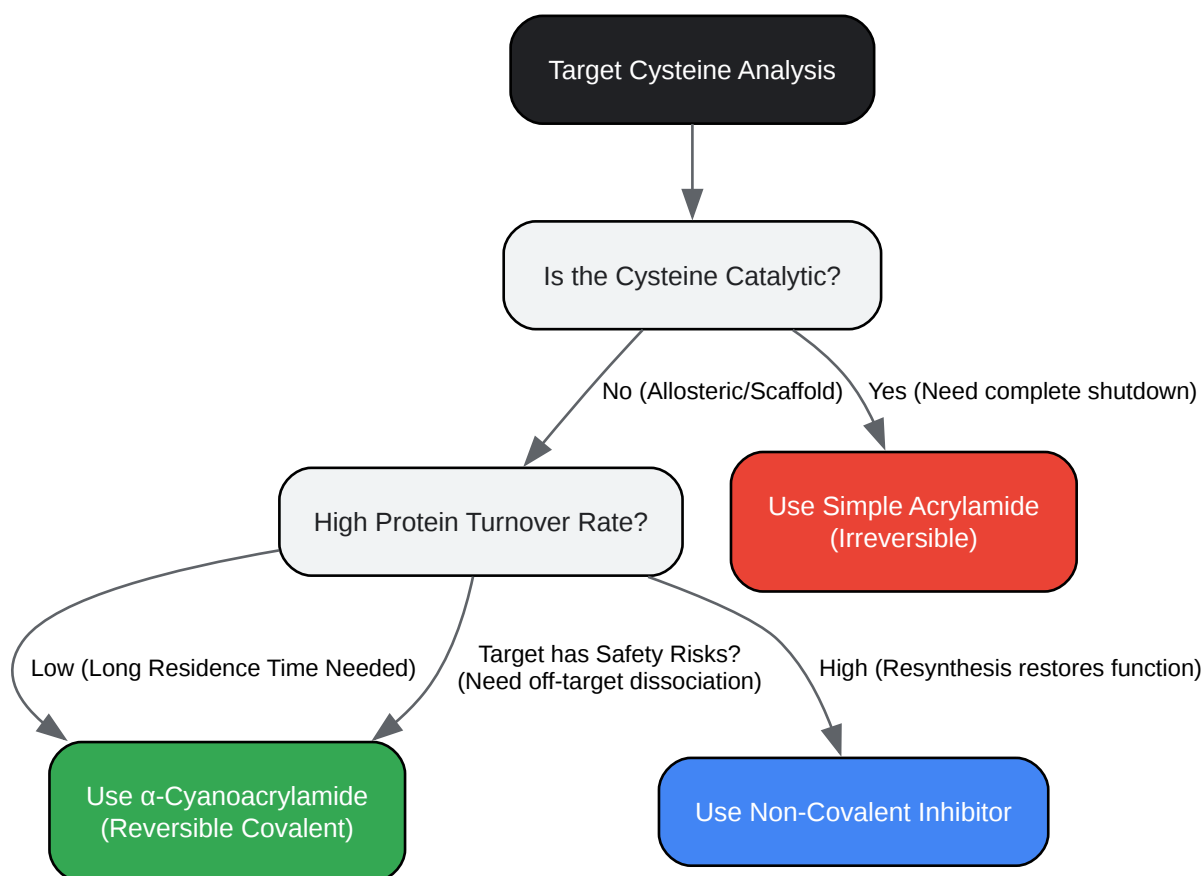 Target Cysteine Analysis
Is the Cysteine Catalytic?
No (Allosteric/Scaffold)
Yes (Need complete shutdown)
High Protein Turnover Rate?
Use Simple Acrylamide
(Irreversible)
Low (Long Residence Time Needed)
Target has Safety Risks?
(Need off-target dissociation)
High (Resynthesis restores function)
Use α-Cyanoacrylamide
(Reversible Covalent)
Use Non-Covalent Inhibitor